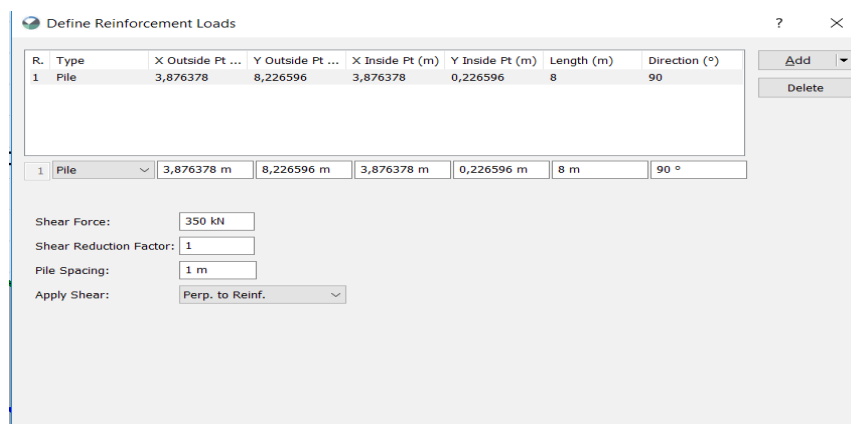 Define Reinforcement Loads ?
R. Type X Outside Pt ... Y Outside Pt ... X Inside Pt (m) Y Inside Pt (m) Length (m) Direction (°) Add
1 Pile 3,876378 8,226596 3,876378 0,226596 8 90
Delete
1 Pile 3,876378 m 8,226596 m 3,876378 m 0,226596 m 8 m 90 °
Shear Force: 350 kN
Shear Reduction Factor: 1
Pile Spacing: 1 m
Apply Shear: Perp. to Reinf.